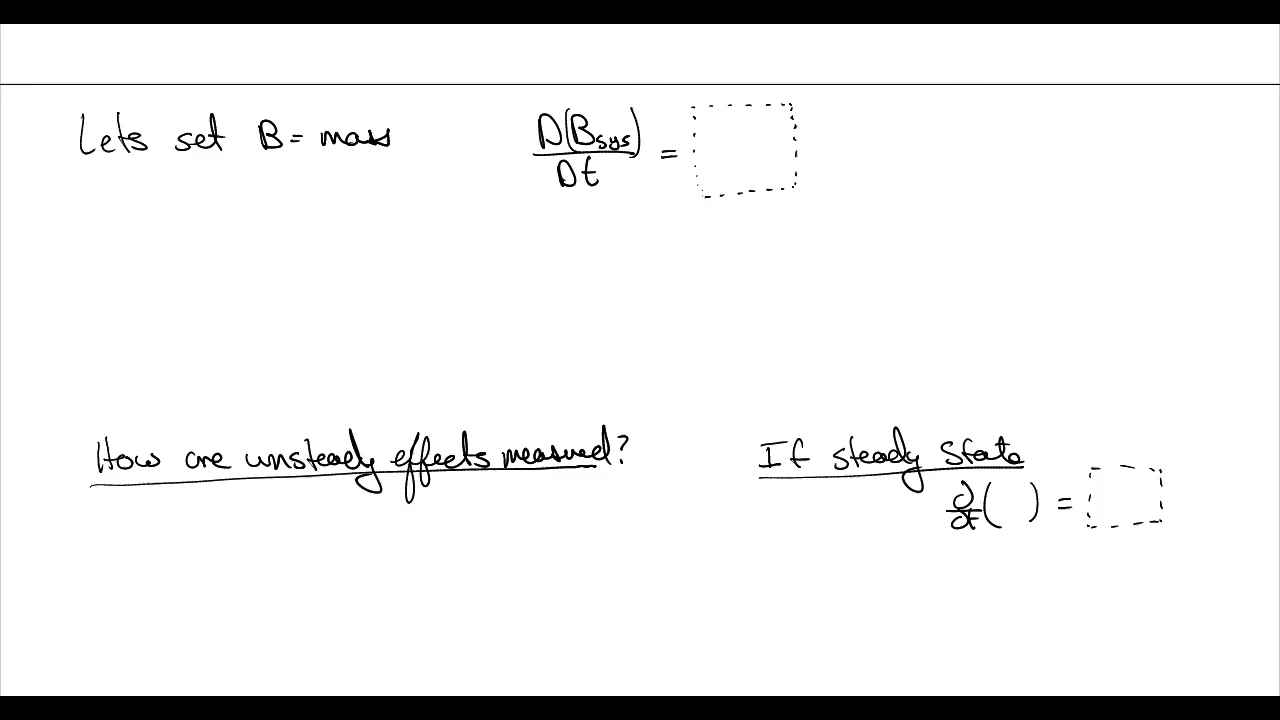 Lets set B = mass
D(Bsys)/Dt =
How are unsteady effects measured?
If steady state
∂/∂t( ) =